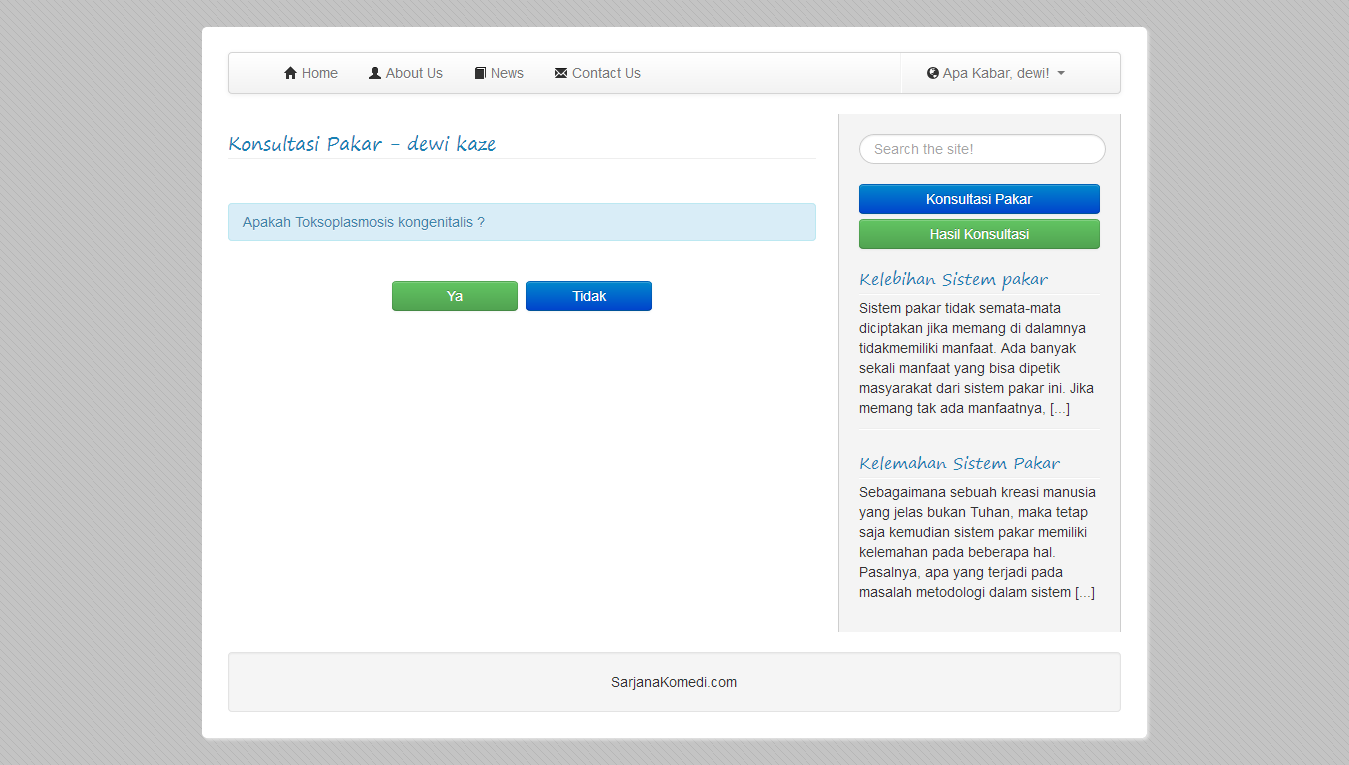 Home About Us News Contact Us Apa Kabar, dewi!
Konsultasi Pakar - dewi kaze
Apakah Toksoplasmosis kongenitalis ?
Ya Tidak
Search the site!
Konsultasi Pakar
Hasil Konsultasi
Kelebihan Sistem pakar
Sistem pakar tidak semata-mata
diciptakan jika memang di dalamnya
tidakmemiliki manfaat. Ada banyak
sekali manfaat yang bisa dipetik
masyarakat dari sistem pakar ini. Jika
memang tak ada manfaatnya, [...]
Kelemahan Sistem Pakar
Sebagaimana sebuah kreasi manusia
yang jelas bukan Tuhan, maka tetap
saja kemudian sistem pakar memiliki
kelemahan pada beberapa hal.
Pasalnya, apa yang terjadi pada
masalah metodologi dalam sistem [...]
SarjanaKomedi.com